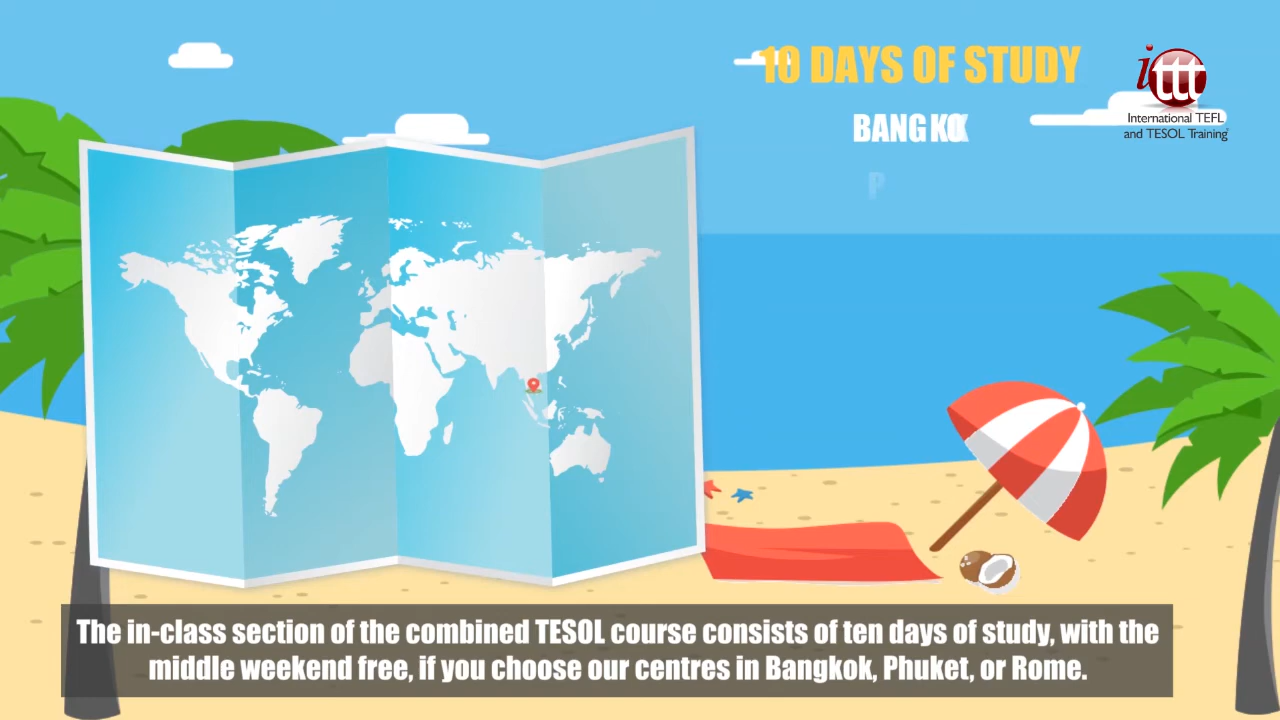 10 DAYS OF STUDY
BANGKOK
P
ittt
International TEFL
and TESOL Training
The in-class section of the combined TESOL course consists of ten days of study, with the
middle weekend free, if you choose our centres in Bangkok, Phuket, or Rome.